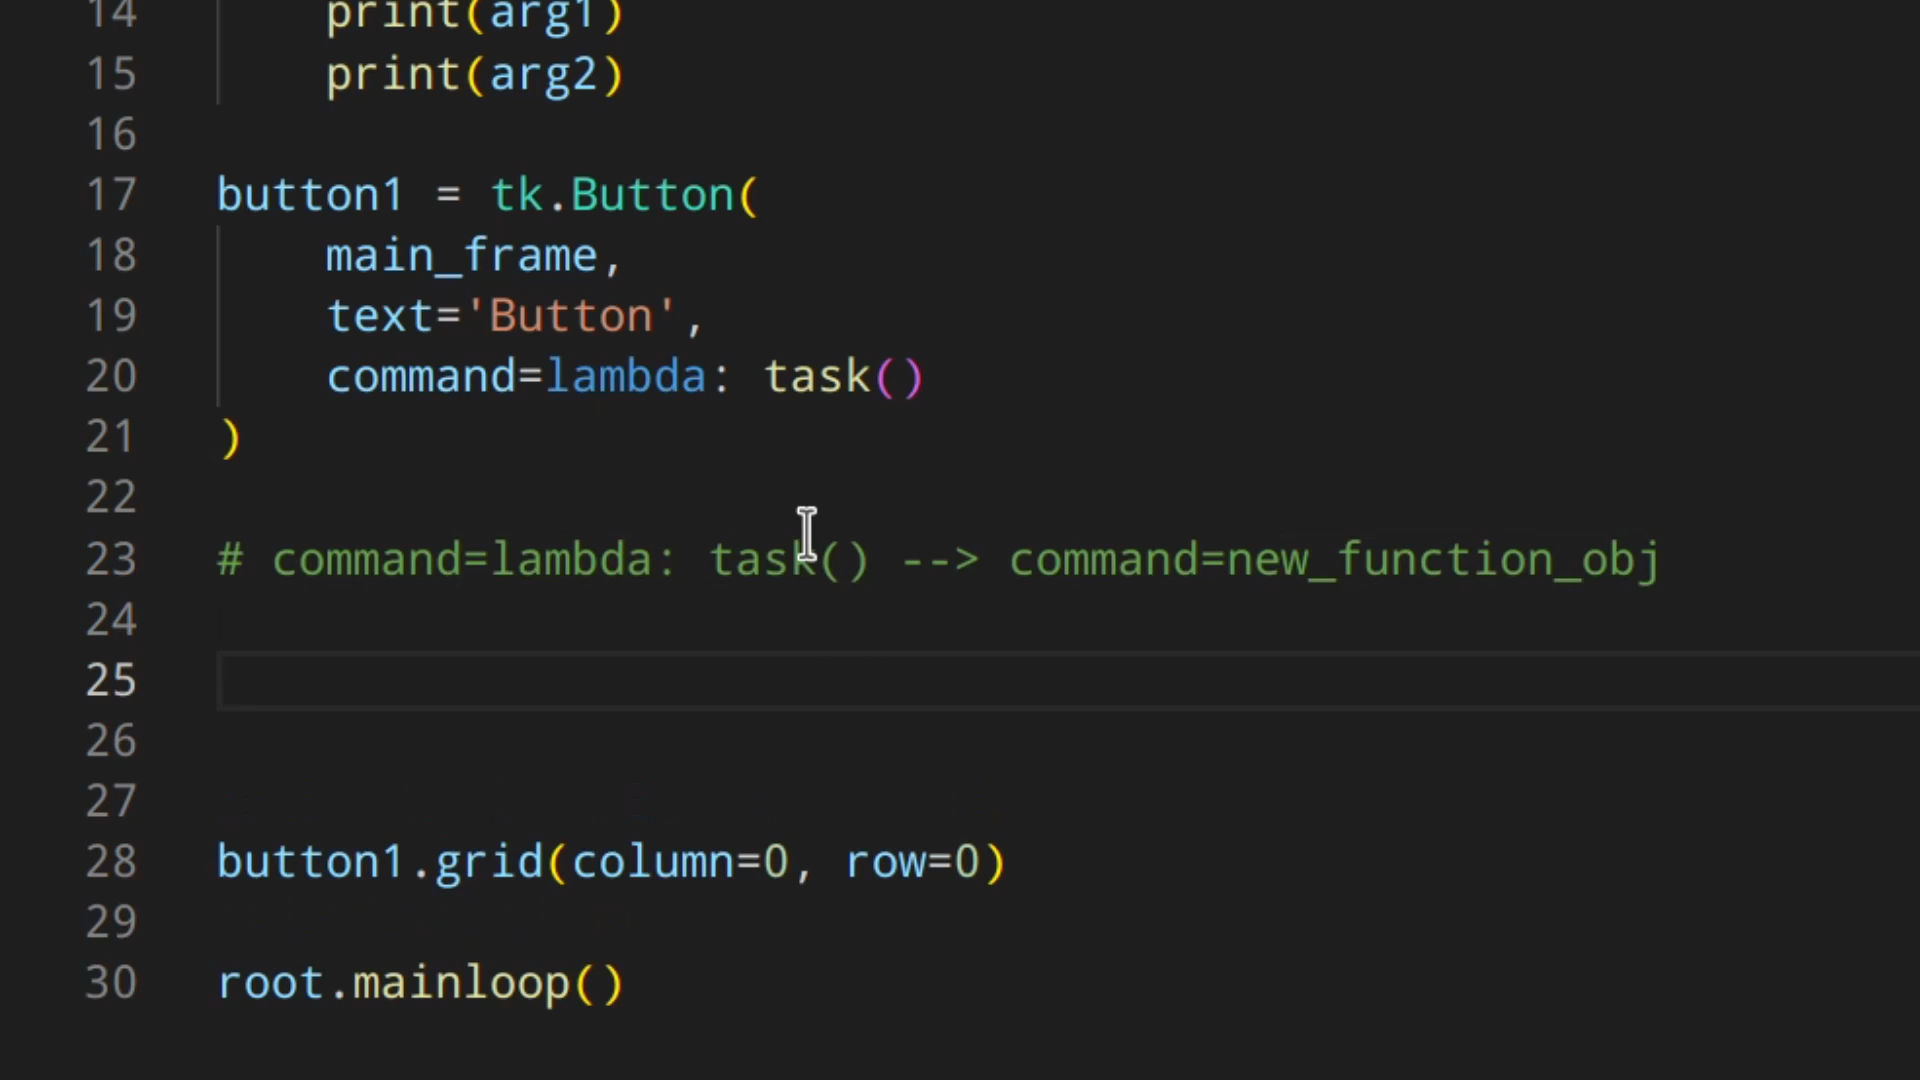 14 print(arg1)
15 print(arg2)
16
17 button1 = tk.Button(
18 main_frame,
19 text='Button',
20 command=lambda: task()
21 )
22
23 # command=lambda: task() --> command=new_function_obj
24
25
26
27
28 button1.grid(column=0, row=0)
29
30 root.mainloop()